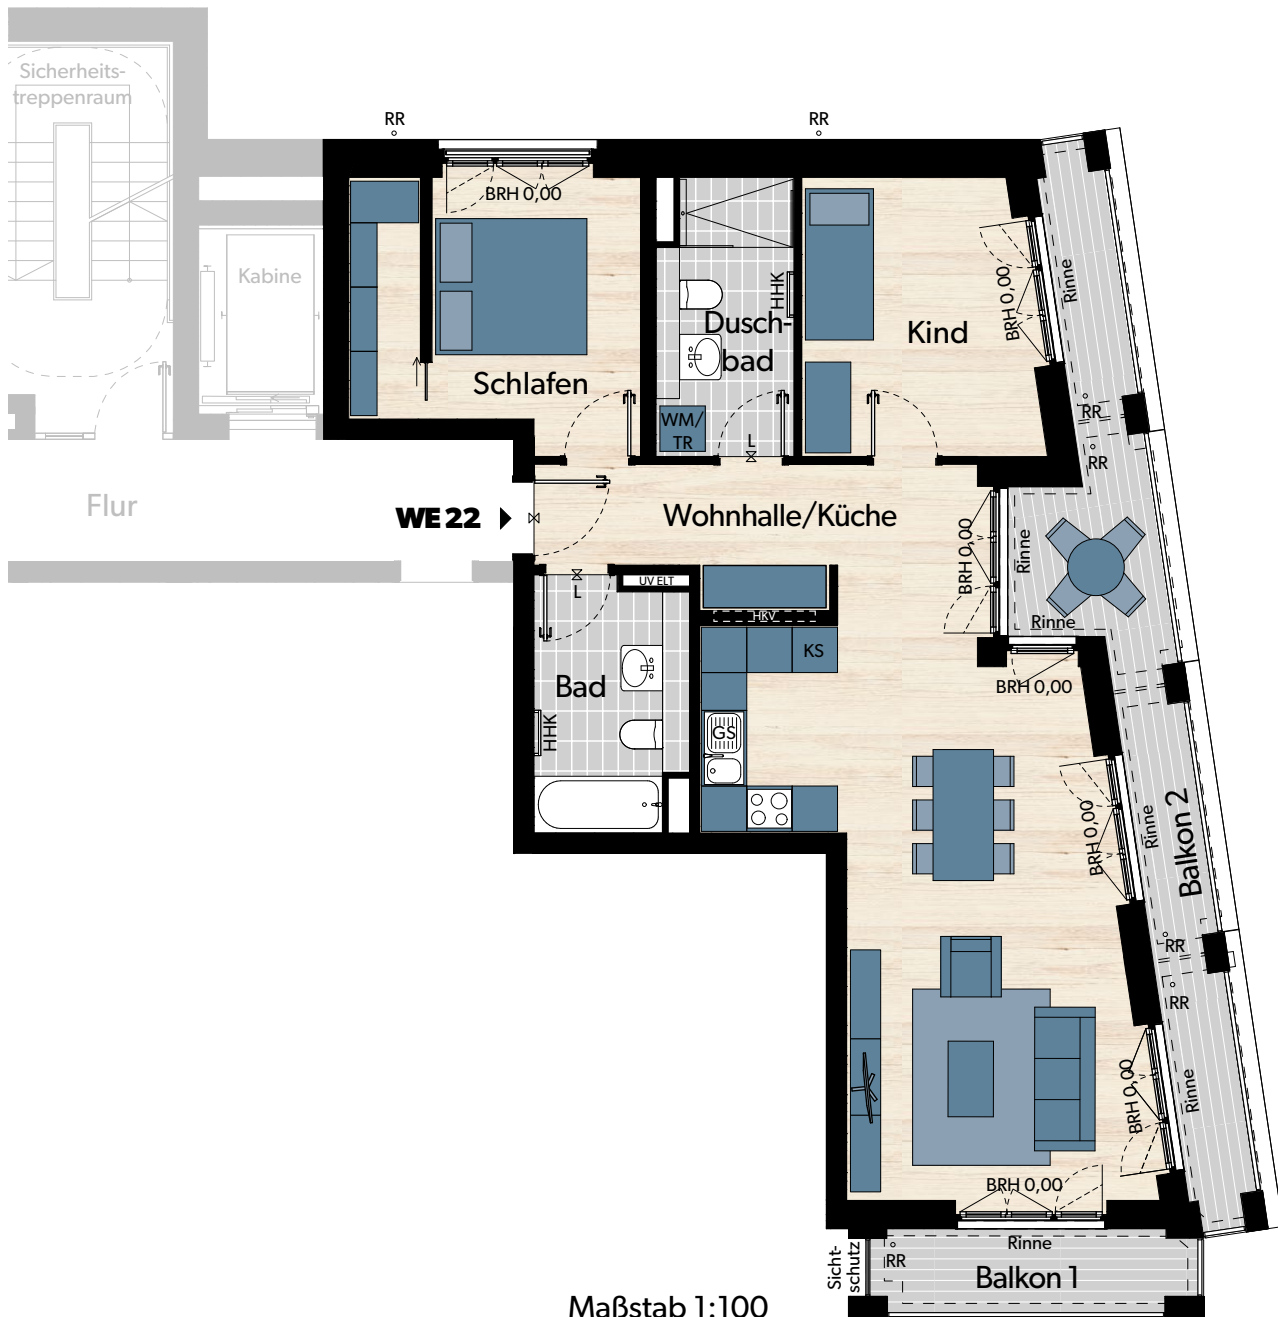 Sicherheits-
treppenraum
RR
RR
BRH 0,00
Kabine
HHK
BRH 0,00
Rinne
Dusch-
bad
Kind
Schlafen
WM/
TR
L
RR
RR
Flur
WE 22
Wohnhalle/Küche
BRH 0,00
Rinne
Rinne
UV ELT
L
HKV
KS
Bad
HHK
BRH 0,00
GS
BRH 0,00
Rinne
Balkon 2
RR
RR
BRH 0,00
Rinne
BRH 0,00
Sicht-
schutz
RR
Rinne
Balkon 1
Maßstab 1:100